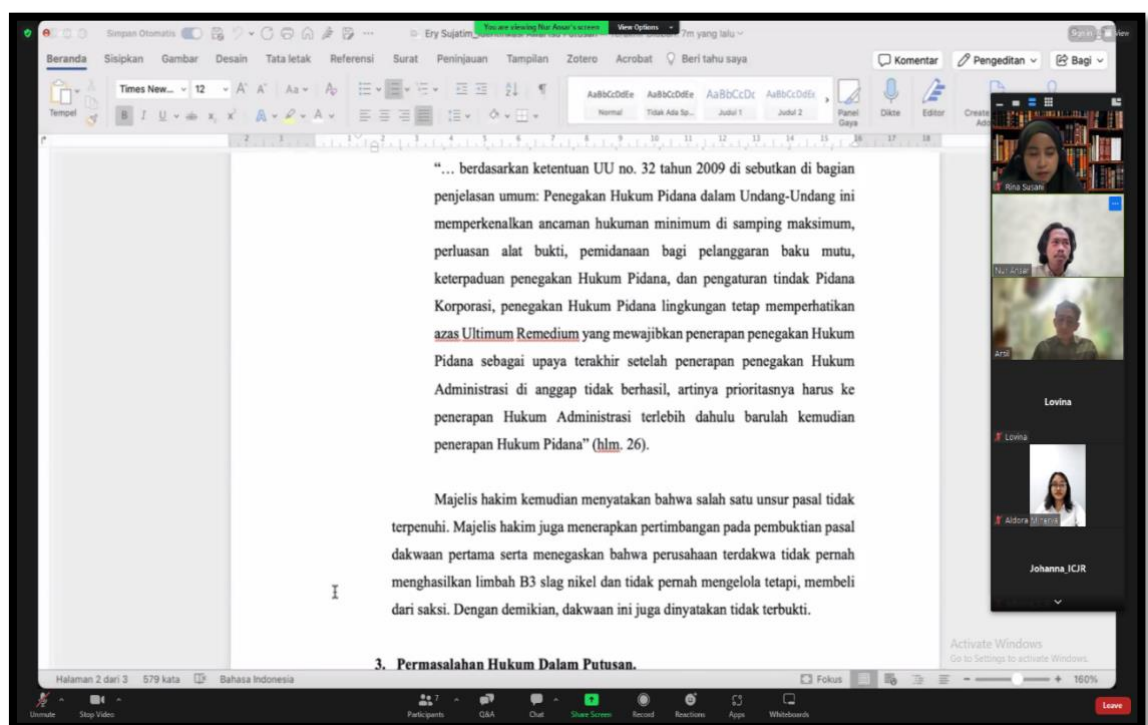 You are viewing Nur Ansar's screen View Options
Sign in View
Simpan Otomatis
Ery Sujatim_
7m yang lalu
Beranda Sisipkan Gambar Desain Tata letak Referensi Surat Peninjauan Tampilan Zotero Acrobat Beri tahu saya Komentar Pengeditan Bagi
Times New... 12
Tempel
AaBbCcDdEe AaBbCcDdEe AaBbCcDc AaBbCcDdEe
Normal Tidak Ada Sp... Judul 1 Judul 2 Panel Gaya Dikte Editor Create
“… berdasarkan ketentuan UU no. 32 tahun 2009 di sebutkan di bagian
penjelasan umum: Penegakan Hukum Pidana dalam Undang-Undang ini
memperkenalkan ancaman hukuman minimum di samping maksimum,
perluasan alat bukti, pemidanaan bagi pelanggaran baku mutu,
keterpaduan penegakan Hukum Pidana, dan pengaturan tindak Pidana
Korporasi, penegakan Hukum Pidana lingkungan tetap memperhatikan
azas Ultimum Remedium yang mewajibkan penerapan penegakan Hukum
Pidana sebagai upaya terakhir setelah penerapan penegakan Hukum
Administrasi di anggap tidak berhasil, artinya prioritasnya harus ke
penerapan Hukum Administrasi terlebih dahulu barulah kemudian
penerapan Hukum Pidana” (hlm. 26).
Majelis hakim kemudian menyatakan bahwa salah satu unsur pasal tidak
terpenuhi. Majelis hakim juga menerapkan pertimbangan pada pembuktian pasal
dakwaan pertama serta menegaskan bahwa perusahaan terdakwa tidak pernah
menghasilkan limbah B3 slag nikel dan tidak pernah mengelola tetapi, membeli
dari saksi. Dengan demikian, dakwaan ini juga dinyatakan tidak terbukti.
3. Permasalahan Hukum Dalam Putusan.
Rina Susan
Nur Ansar
Arsil
Lovina
Lovina
Aldora
Johanna_ICJR
Activate Windows
Go to Settings to activate Windows.
Halaman 2 dari 3 579 kata Bahasa Indonesia Fokus 160%
Unmute Stop Video Participants 7 Q&A Chat Share Screen Record Reactions Apps Whiteboards Leave